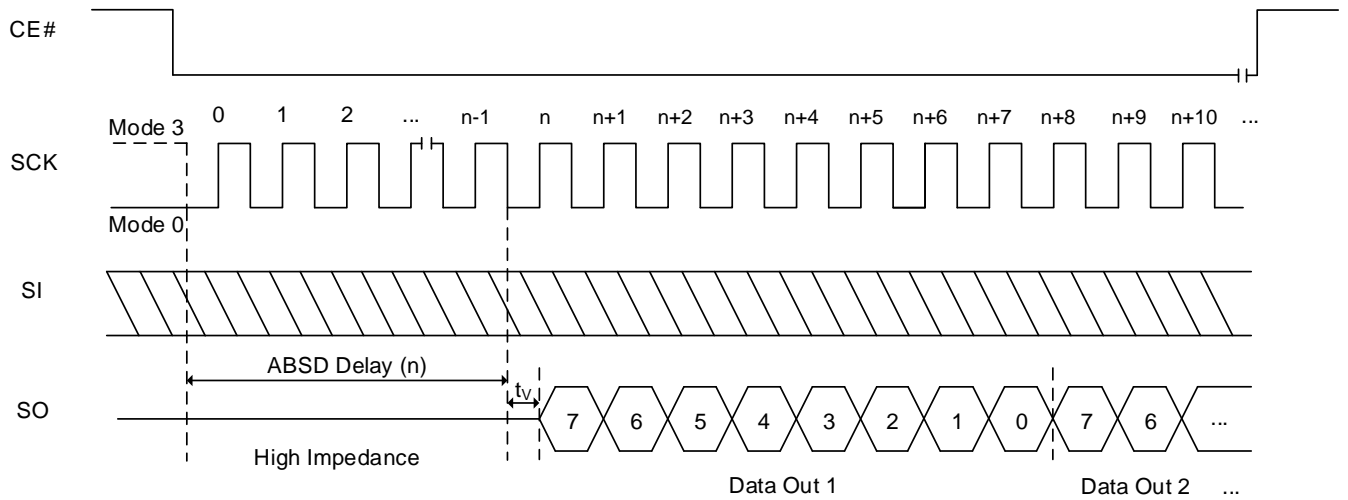 CE#
0 1 2 ... n-1 n n+1 n+2 n+3 n+4 n+5 n+6 n+7 n+8 n+9 n+10 ...
Mode 3
SCK
Mode 0
SI
ABSD Delay (n)
tV
SO
7 6 5 4 3 2 1 0 7 6 ...
High Impedance
Data Out 1 Data Out 2 ...